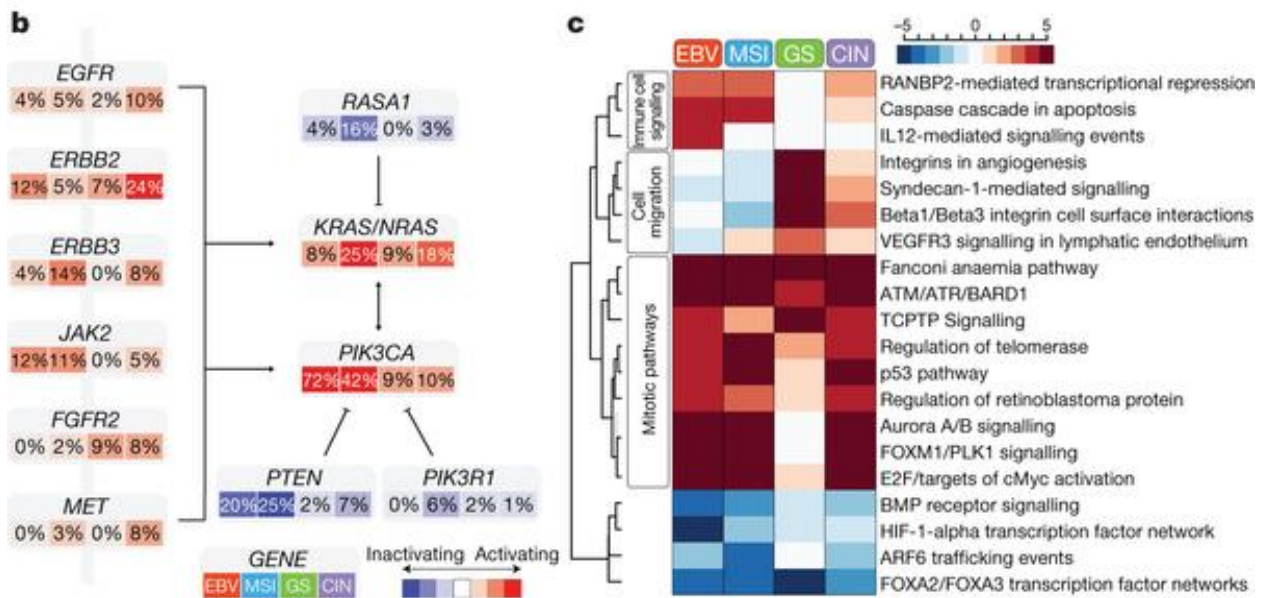 b
EGFR
4% 5% 2% 10%
ERBB2
12% 5% 7% 24%
ERBB3
4% 14% 0% 8%
JAK2
12% 11% 0% 5%
FGFR2
0% 2% 9% 8%
MET
0% 3% 0% 8%
RASA1
4% 16% 0% 3%
KRAS/NRAS
8% 25% 9% 18%
PIK3CA
72% 42% 9% 10%
PTEN
20% 25% 2% 7%
PIK3R1
0% 6% 2% 1%
GENE
EBV MSI GS CIN
Inactivating Activating
c
-5 0 5
EBV MSI GS CIN
Immune cell
signaling
Cell
migration
Mitotic pathways
RANBP2-mediated transcriptional repression
Caspase cascade in apoptosis
IL12-mediated signalling events
Integrins in angiogenesis
Syndecan-1-mediated signalling
Beta1/Beta3 integrin cell surface interactions
VEGFR3 signalling in lymphatic endothelium
Fanconi anaemia pathway
ATM/ATR/BARD1
TCPTP Signalling
Regulation of telomerase
p53 pathway
Regulation of retinoblastoma protein
Aurora A/B signalling
FOXM1/PLK1 signalling
E2F/targets of cMyc activation
BMP receptor signalling
HIF-1-alpha transcription factor network
ARF6 trafficking events
FOXA2/FOXA3 transcription factor networks